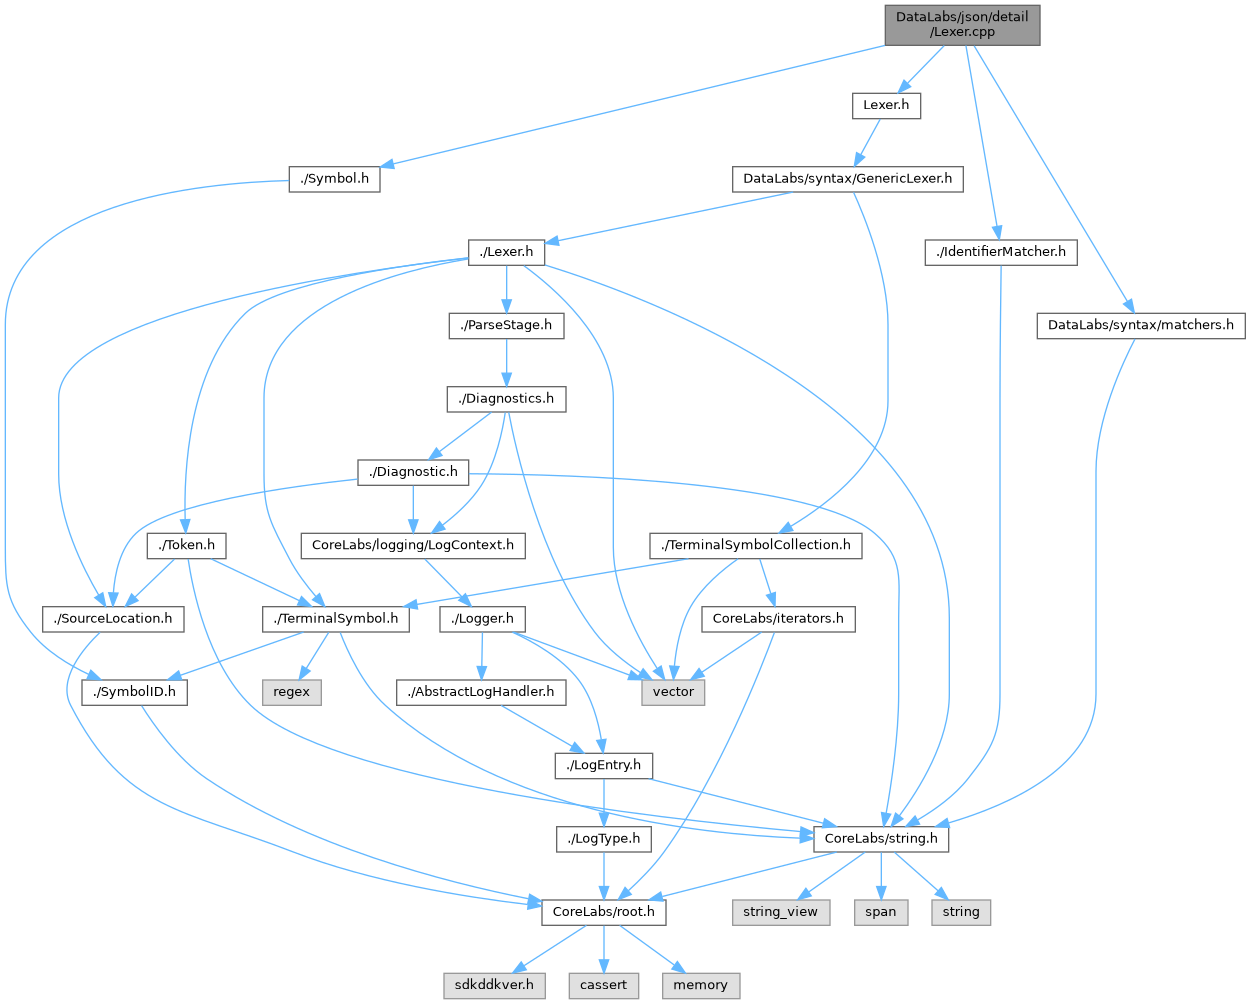 DataLabs/json/detail
/Lexer.cpp
Lexer.h
./Symbol.h
DataLabs/syntax/GenericLexer.h
./Lexer.h
./IdentifierMatcher.h
./ParseStage.h
DataLabs/syntax/matchers.h
./Diagnostics.h
./Diagnostic.h
./Token.h
CoreLabs/logging/LogContext.h
./TerminalSymbolCollection.h
./SourceLocation.h
./TerminalSymbol.h
./Logger.h
CoreLabs/iterators.h
./SymbolID.h
regex
./AbstractLogHandler.h
vector
./LogEntry.h
./LogType.h
CoreLabs/string.h
CoreLabs/root.h
string_view
span
string
sdkddkver.h
cassert
memory